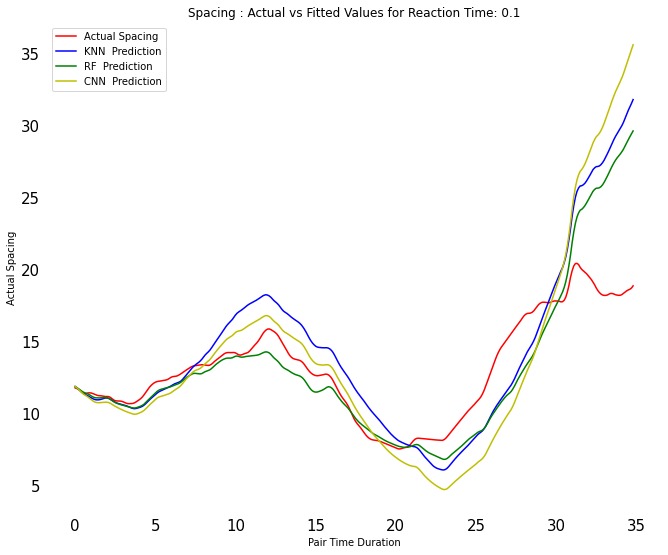 Spacing : Actual vs Fitted Values for Reaction Time: 0.1
Actual Spacing
KNN  Prediction
RF  Prediction
CNN  Prediction
35
30
25
20
15
10
5
Actual Spacing
0 5 10 15 20 25 30 35
Pair Time Duration